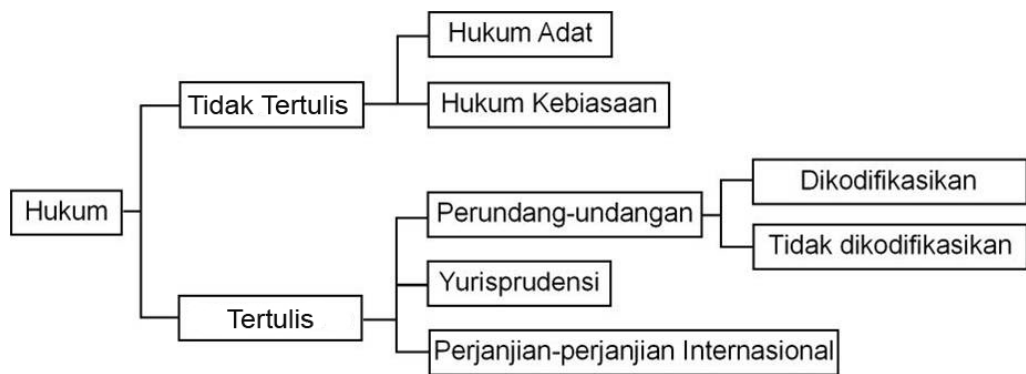 Hukum Adat
Tidak Tertulis
Hukum Kebiasaan
Hukum
Perundang-undangan
Dikodifikasikan
Tidak dikodifikasikan
Yurisprudensi
Tertulis
Perjanjian-perjanjian Internasional